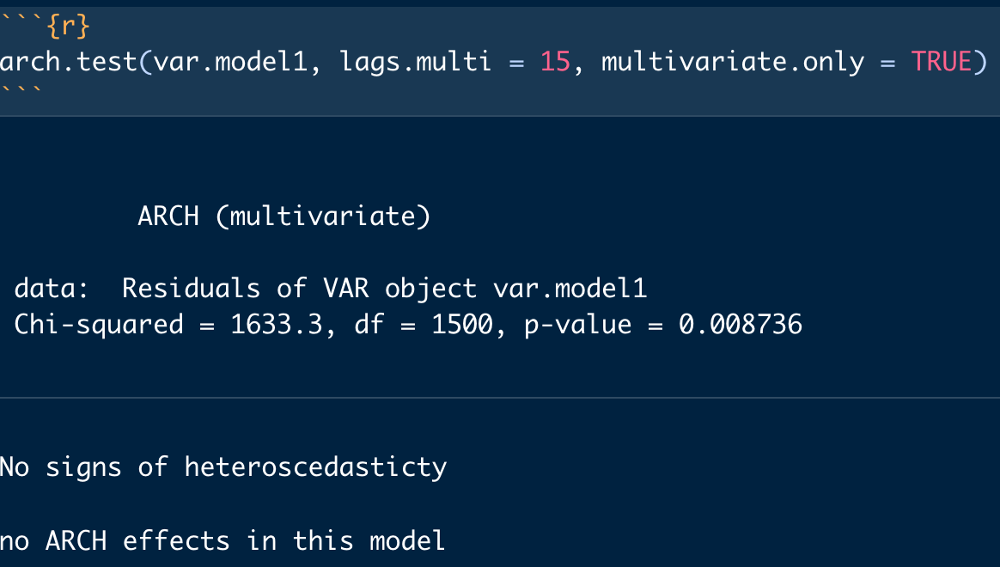 ```{r}
arch.test(var.model1, lags.multi = 15, multivariate.only = TRUE)
```
ARCH (multivariate)
data:  Residuals of VAR object var.model1
Chi-squared = 1633.3, df = 1500, p-value = 0.008736
No signs of heteroscedasticty
no ARCH effects in this model